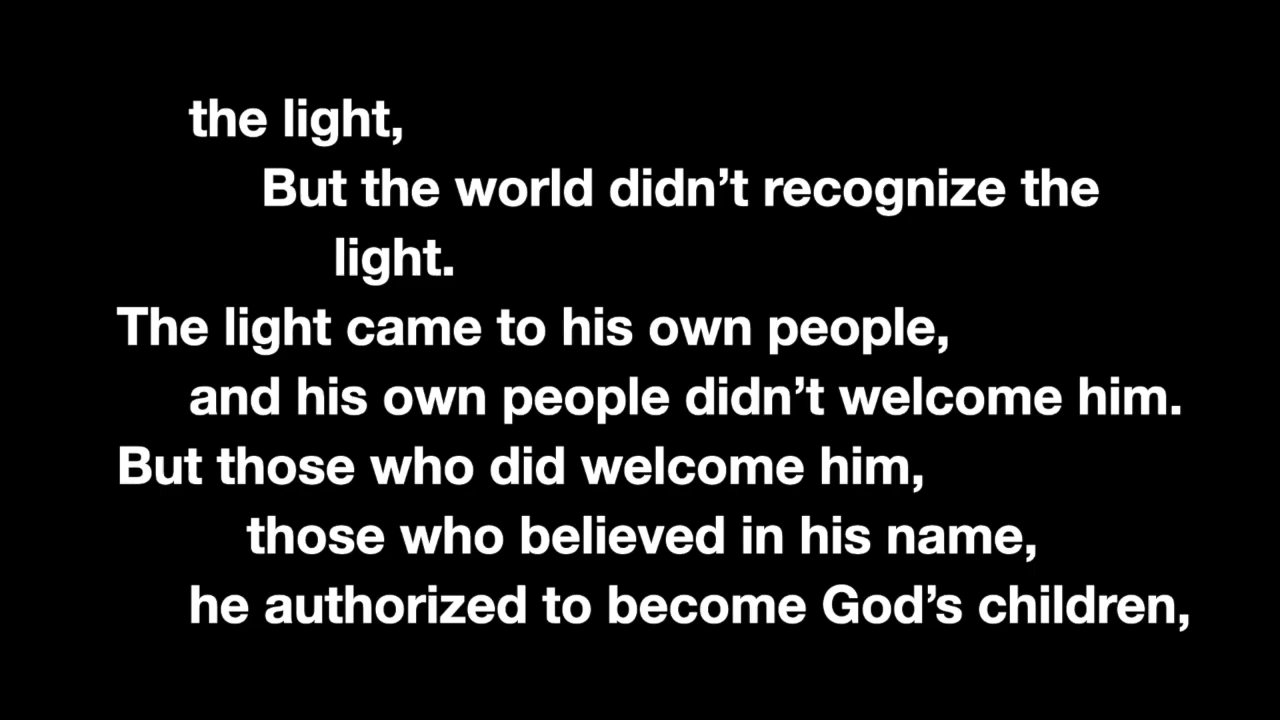 the light,
But the world didn’t recognize the
light.
The light came to his own people,
and his own people didn’t welcome him.
But those who did welcome him,
those who believed in his name,
he authorized to become God’s children,